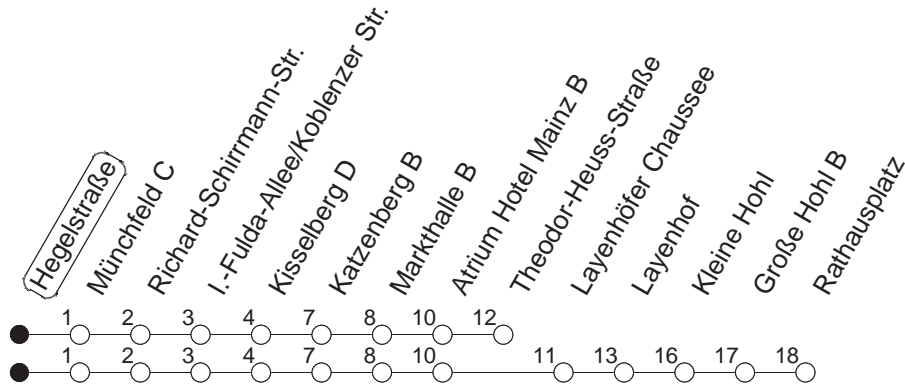 Hegelstraße
Münchfeld C
Richard-Schirrmann-Str.
I.-Fulda-Allee/Koblenzer Str.
Kisselberg D
Katzenberg B
Markthalle B
Atrium Hotel Mainz B
Theodor-Heuss-Straße
Layenhöfer Chaussee
Layenhof
Kleine Hohl
Große Hohl B
Rathausplatz
1 2 3 4 7 8 10 12
1 2 3 4 7 8 10 11 13 16 17 18